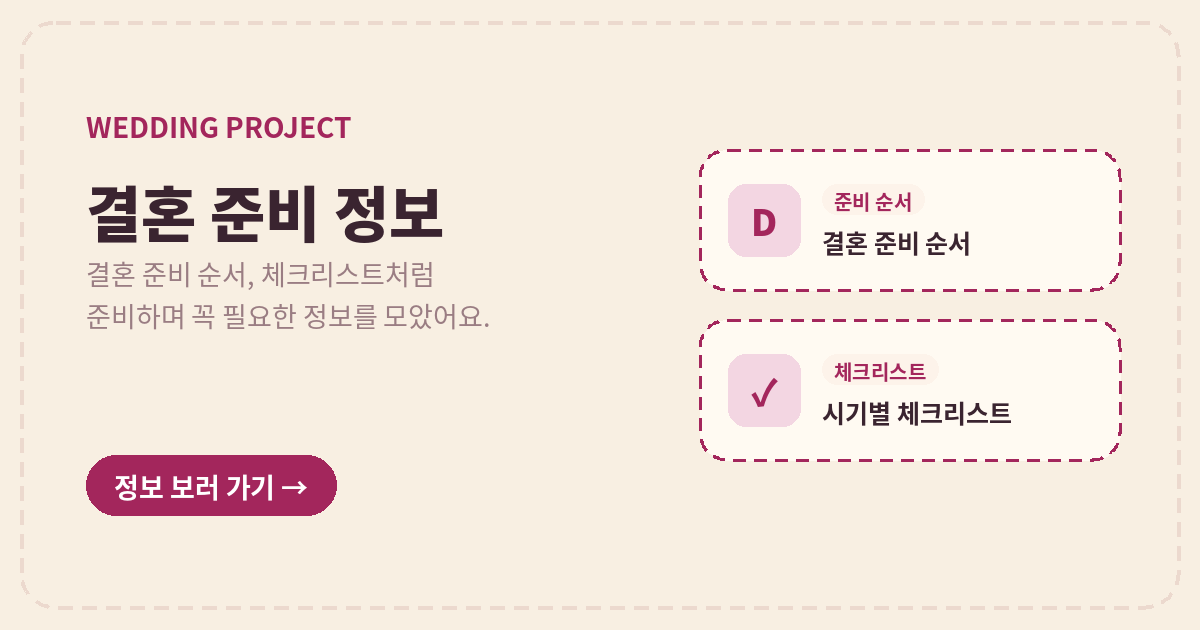 WEDDING PROJECT
결혼 준비 정보
결혼 준비 순서, 체크리스트처럼
준비하며 꼭 필요한 정보를 모았어요.
정보 보러 가기 →
D
준비 순서
결혼 준비 순서
✓
체크리스트
시기별 체크리스트